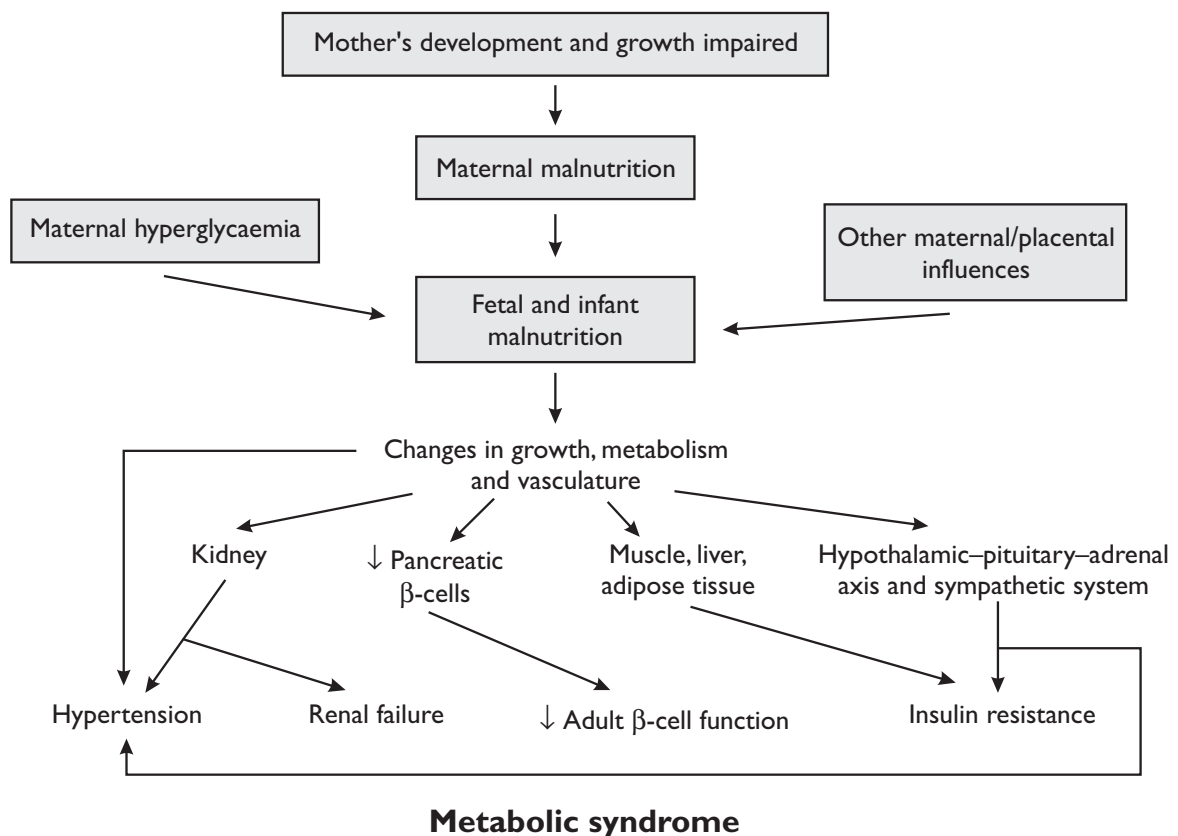 Mother's development and growth impaired
Maternal malnutrition
Maternal hyperglycaemia
Other maternal/placental
influences
Fetal and infant
malnutrition
Changes in growth, metabolism
and vasculature
Kidney
↓ Pancreatic
β-cells
Muscle, liver,
adipose tissue
Hypothalamic–pituitary–adrenal
axis and sympathetic system
Hypertension
Renal failure
↓ Adult β-cell function
Insulin resistance
Metabolic syndrome